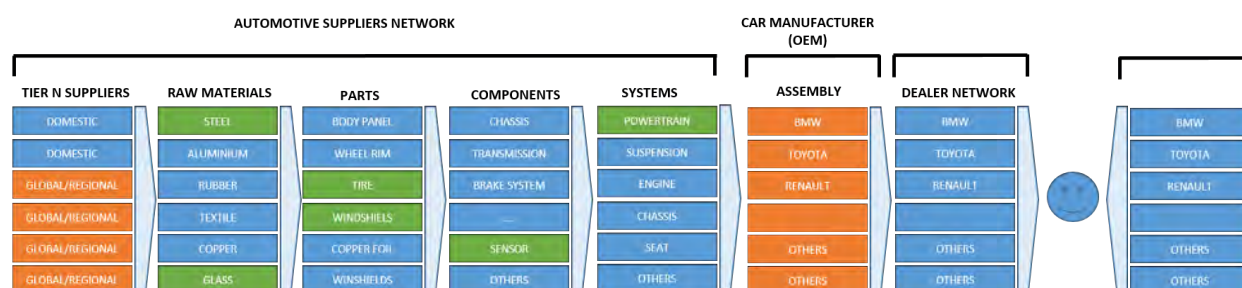 AUTOMOTIVE SUPPLIERS NETWORK
CAR MANUFACTURER
(OEM)
TIER N SUPPLIERS
RAW MATERIALS
PARTS
COMPONENTS
SYSTEMS
ASSEMBLY
DEALER NETWORK
DOMESTIC
STEEL
BODY PANEL
CHASSIS
POWERTRAIN
BMW
BMW
BMW
DOMESTIC
ALUMINIUM
WHEEL RIM
TRANSMISSION
SUSPENSION
TOYOTA
TOYOTA
TOYOTA
GLOBAL/REGIONAL
RUBBER
TIRE
BRAKE SYSTEM
ENGINE
RENAULT
RENAULT
RENAULT
GLOBAL/REGIONAL
TEXTILE
WINDSHIELS
.....
CHASSIS
GLOBAL/REGIONAL
COPPER
COPPER FOIL
SENSOR
SEAT
OTHERS
OTHERS
OTHERS
GLOBAL/REGIONAL
GLASS
WINSHIELDS
OTHERS
OTHERS
OTHERS
OTHERS
OTHERS